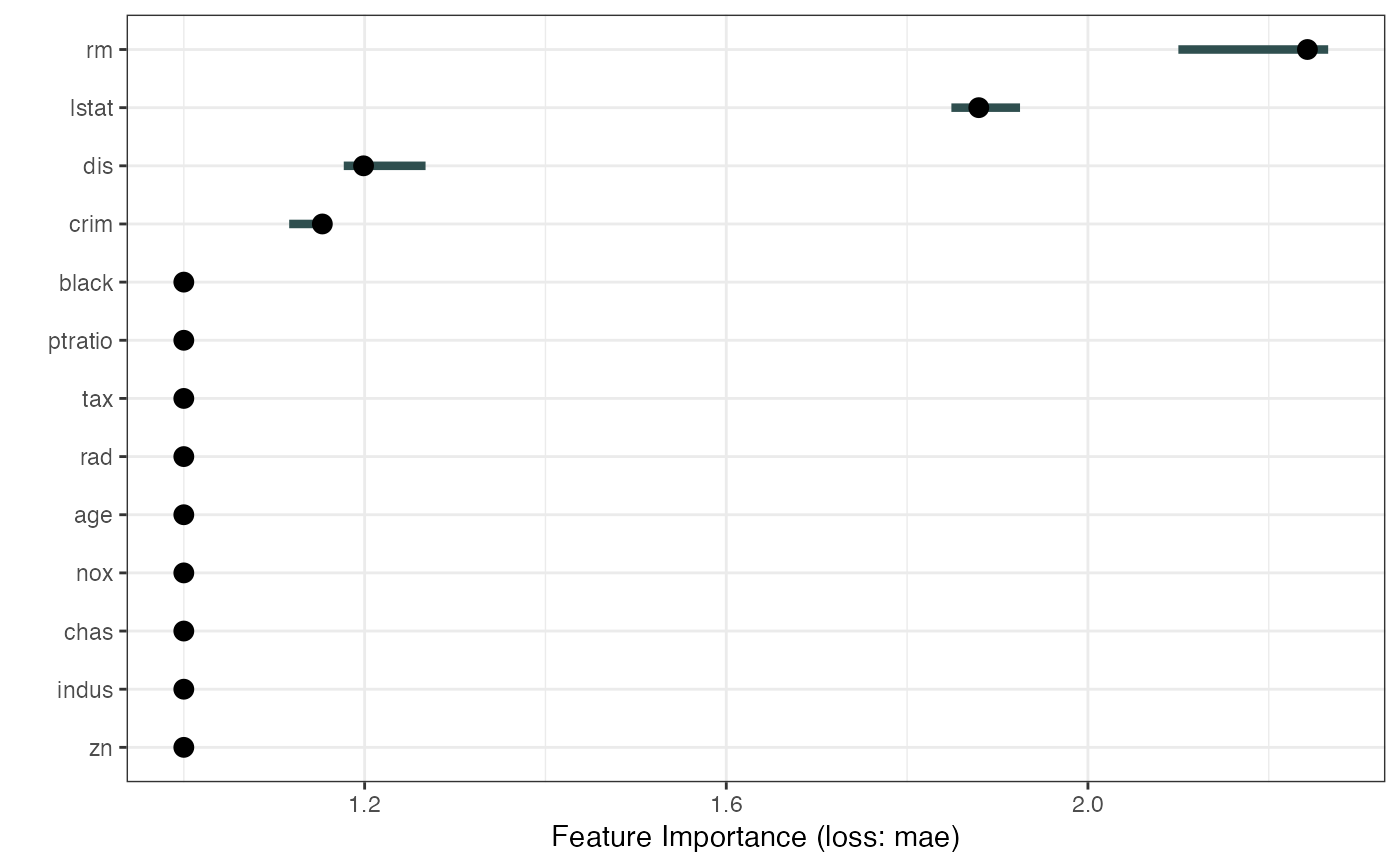 rm
lstat
dis
crim
black
ptratio
tax
rad
age
nox
chas
indus
zn
1.2 1.6 2.0
Feature Importance (loss: mae)